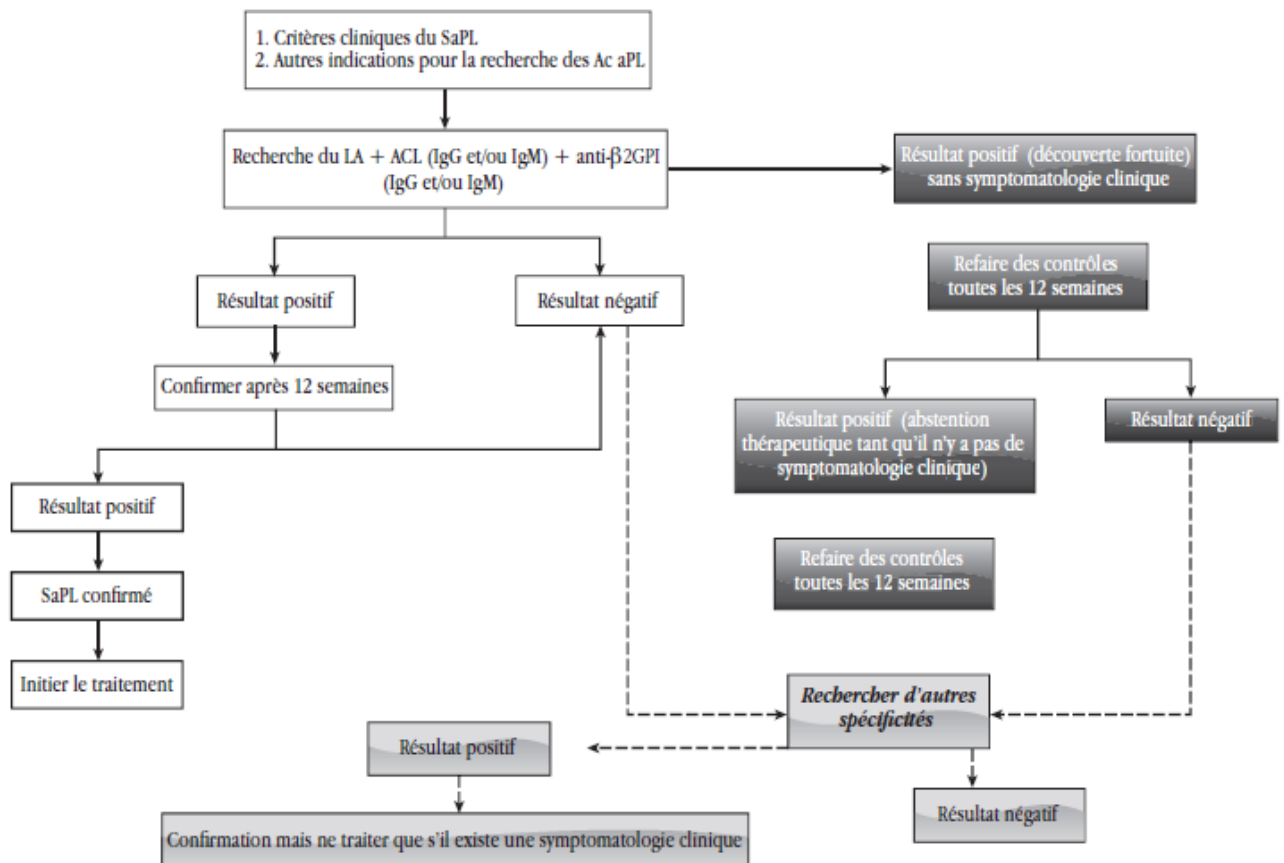 1. Critères cliniques du SaPL
2. Autres indications pour la recherche des Ac aPL
Recherche du LA + ACL (IgG et/ou IgM) + anti-β2GPI
(IgG et/ou IgM)
Résultat positif (découverte fortuite)
sans symptomatologie clinique
Résultat positif
Résultat négatif
Refaire des contrôles
toutes les 12 semaines
Confirmer après 12 semaines
Résultat positif (abstention
thérapeutique tant qu'il n'y a pas de
symptomatologie clinique)
Résultat négatif
Résultat positif
Refaire des contrôles
toutes les 12 semaines
SaPL confirmé
Initier le traitement
Rechercher d'autres
spécificités
Résultat positif
Résultat négatif
Confirmation mais ne traiter que s'il existe une symptomatologie clinique